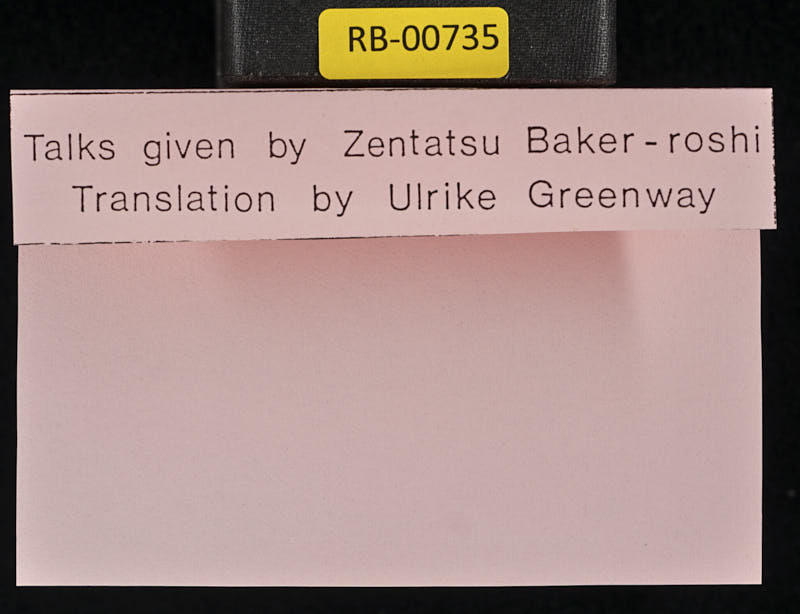 RB-00735
Talks given by Zentatsu Baker-roshi
Translation by Ulrike Greenway